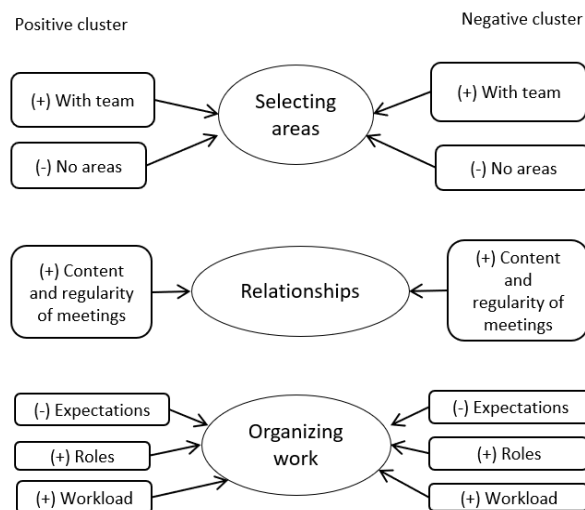 Positive cluster
Negative cluster
(+) With team
Selecting
areas
(+) With team
(-) No areas
(-) No areas
(+) Content
and regularity
of meetings
Relationships
(+) Content
and
regularity of
meetings
(-) Expectations
(-) Expectations
Organizing
work
(+) Roles
(+) Roles
(+) Workload
(+) Workload